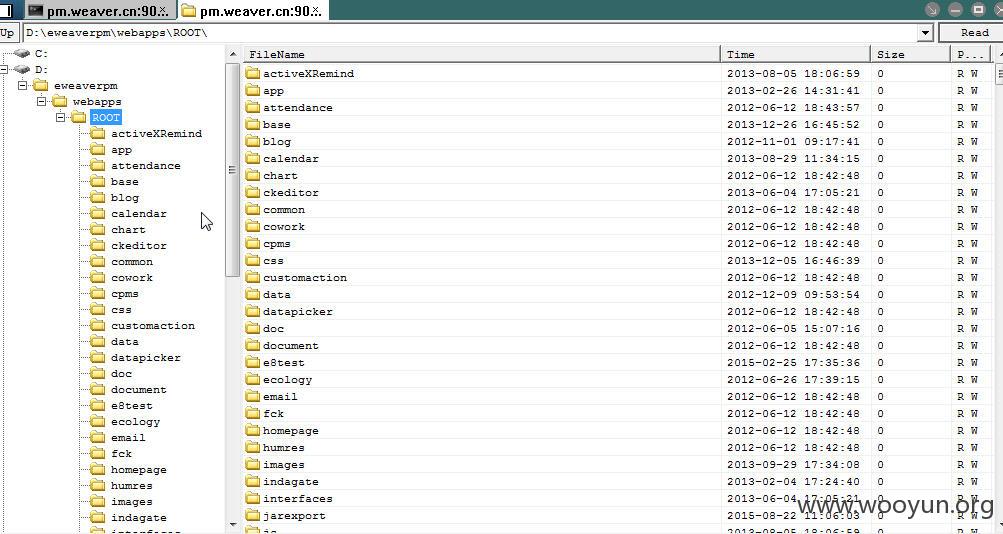 pm.weaver.cn:90...
pm.weaver.cn:90...
Up D:\eweaverpm\webapps\ROOT\ Read
C:
D:
eweaverpm
webapps
ROOT
activeXRemind
app
attendance
base
blog
calendar
chart
ckeditor
common
cowork
cpms
css
customaction
data
datapicker
doc
document
e8test
ecology
email
fck
homepage
humres
images
indagate
interfaces
FileName Time Size P...
activeXRemind 2013-08-05 18:06:59 0 R W
app 2013-02-26 14:31:41 0 R W
attendance 2012-06-12 18:43:57 0 R W
base 2013-12-26 16:45:52 0 R W
blog 2012-11-01 09:17:41 0 R W
calendar 2013-08-29 11:34:15 0 R W
chart 2012-06-12 18:42:48 0 R W
ckeditor 2013-06-04 17:05:21 0 R W
common 2012-06-12 18:42:48 0 R W
cowork 2012-06-12 18:42:48 0 R W
cpms 2012-06-12 18:42:48 0 R W
css 2013-12-05 16:46:39 0 R W
customaction 2012-06-12 18:42:48 0 R W
data 2012-12-09 09:53:54 0 R W
datapicker 2012-06-12 18:42:48 0 R W
doc 2012-06-05 15:07:16 0 R W
document 2012-06-12 18:42:48 0 R W
e8test 2015-02-25 17:35:36 0 R W
ecology 2012-06-26 17:39:15 0 R W
email 2012-06-12 18:42:48 0 R W
fck 2012-06-12 18:42:48 0 R W
homepage 2012-06-12 18:42:48 0 R W
humres 2012-06-12 18:42:48 0 R W
images 2013-09-29 17:34:08 0 R W
indagate 2013-02-04 17:24:40 0 R W
interfaces 2013-06-04 17:05:21 0 R W
jarexport 2015-08-22 11:06:03 0 R W
js 2013-08-05 18:06:59 0 R W
www.wooyun.org